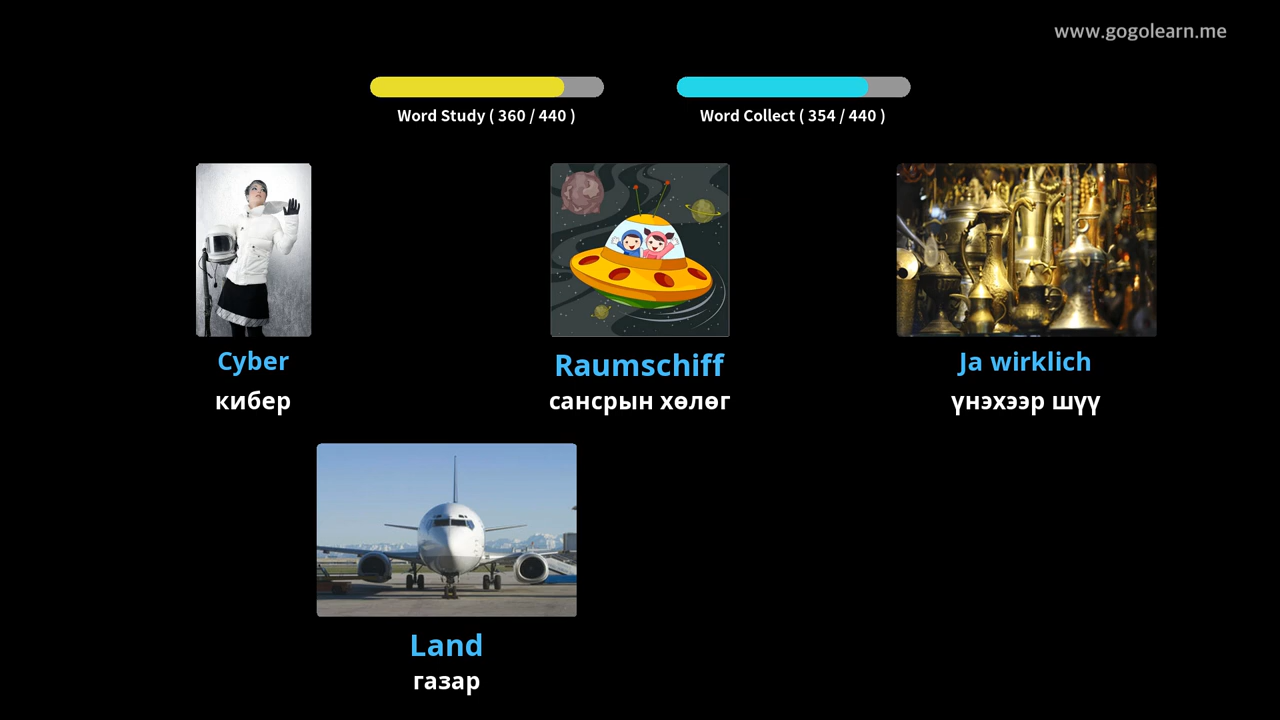 www.gogolearn.me
Word Study ( 360 / 440 )
Word Collect ( 354 / 440 )
Cyber
кибер
Raumschiff
сансрын хөлөг
Ja wirklich
үнэхээр шүү
Land
газар